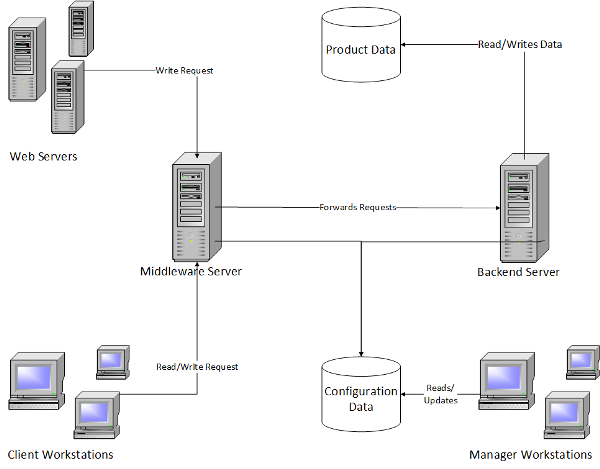 Product Data
Read/Writes Data
Write Request
Web Servers
Forwards Requests
Middleware Server
Backend Server
Read/Write Request
Configuration
Data
Reads/
Updates
Client Workstations
Manager Workstations